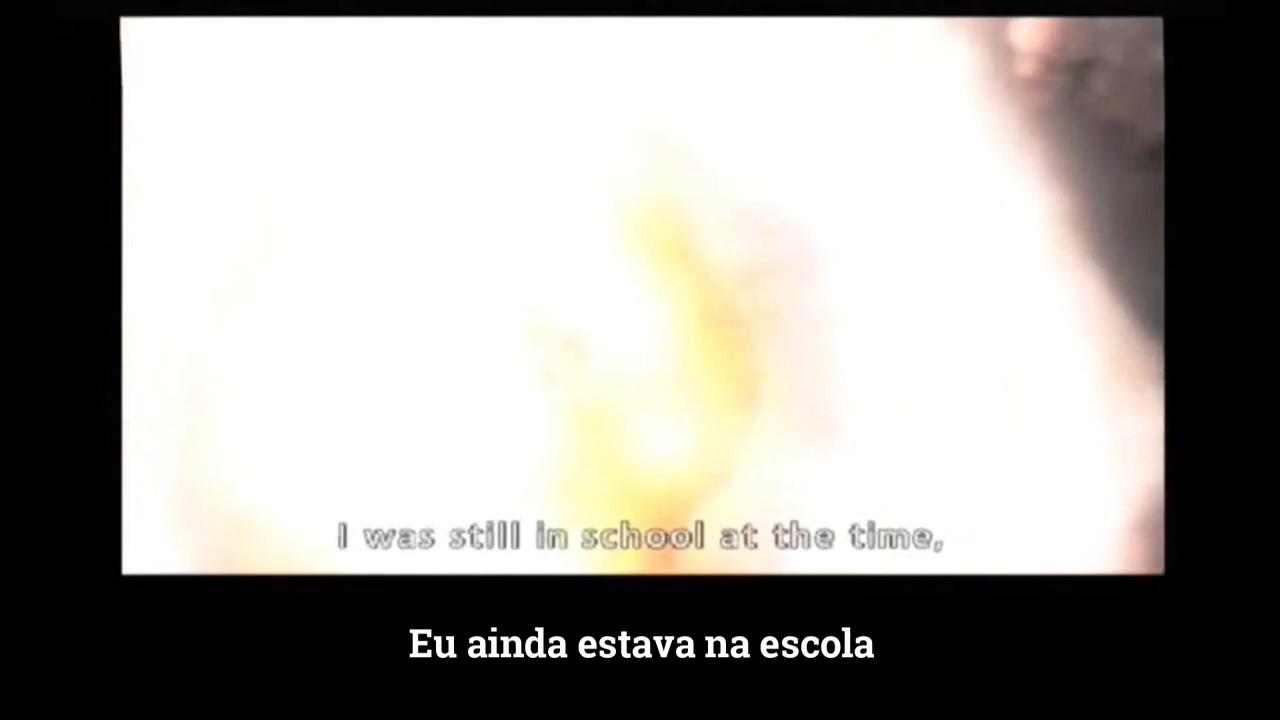 I was still in school at the time,
Eu ainda estava na escola